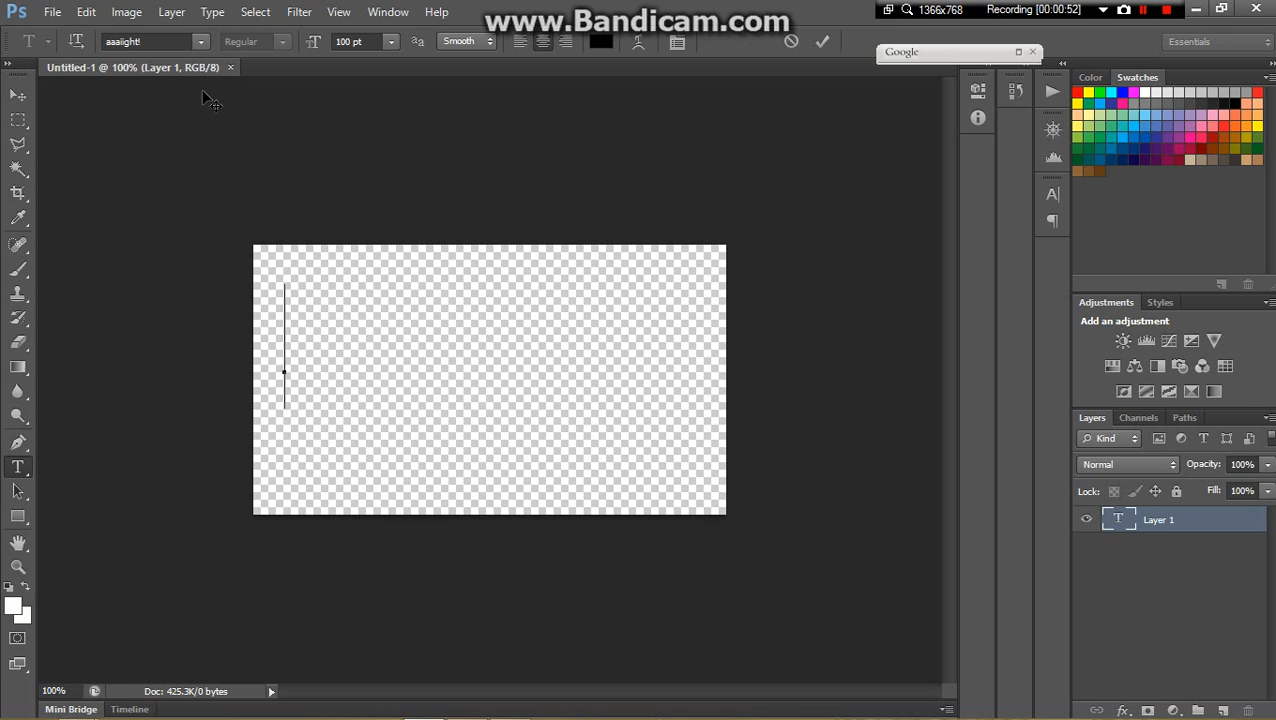 Ps File Edit Image Layer Type Select Filter View Window Help
www.Bandicam.com
1366x768 Recording [00:00:52]
T aaaiight! Regular 100 pt aa Smooth Essentials
Google
Untitled-1 @ 100% (Layer 1, RGB/8) ×
Color Swatches
Adjustments Styles
Add an adjustment
Layers Channels Paths
Kind
Normal Opacity: 100%
Lock: Fill: 100%
T Layer 1
100% Doc: 425.3K/0 bytes
Mini Bridge Timeline